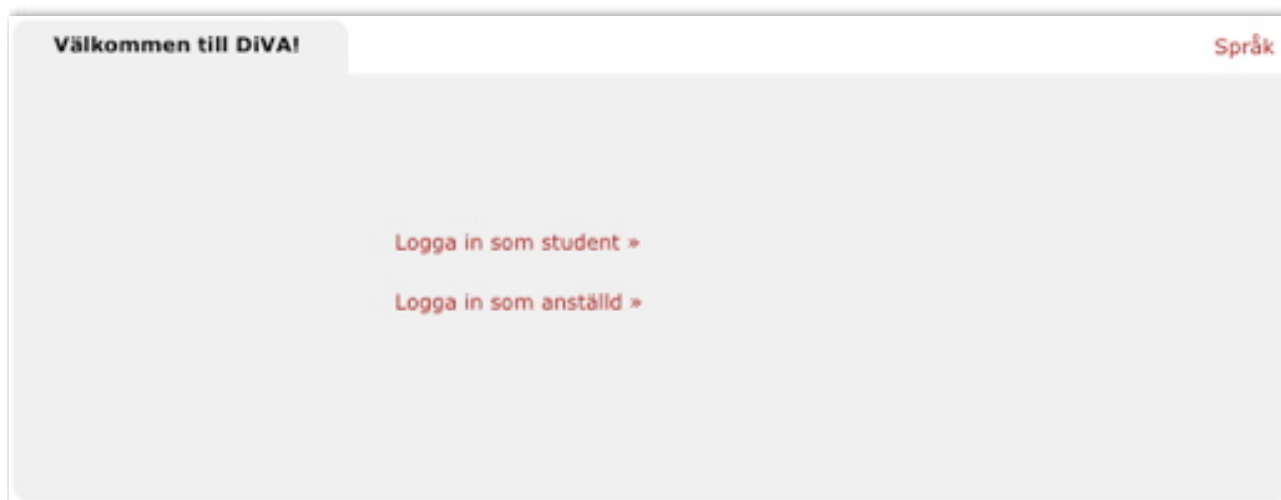 Välkommen till DiVA!
Språk
Logga in som student »
Logga in som anställd »